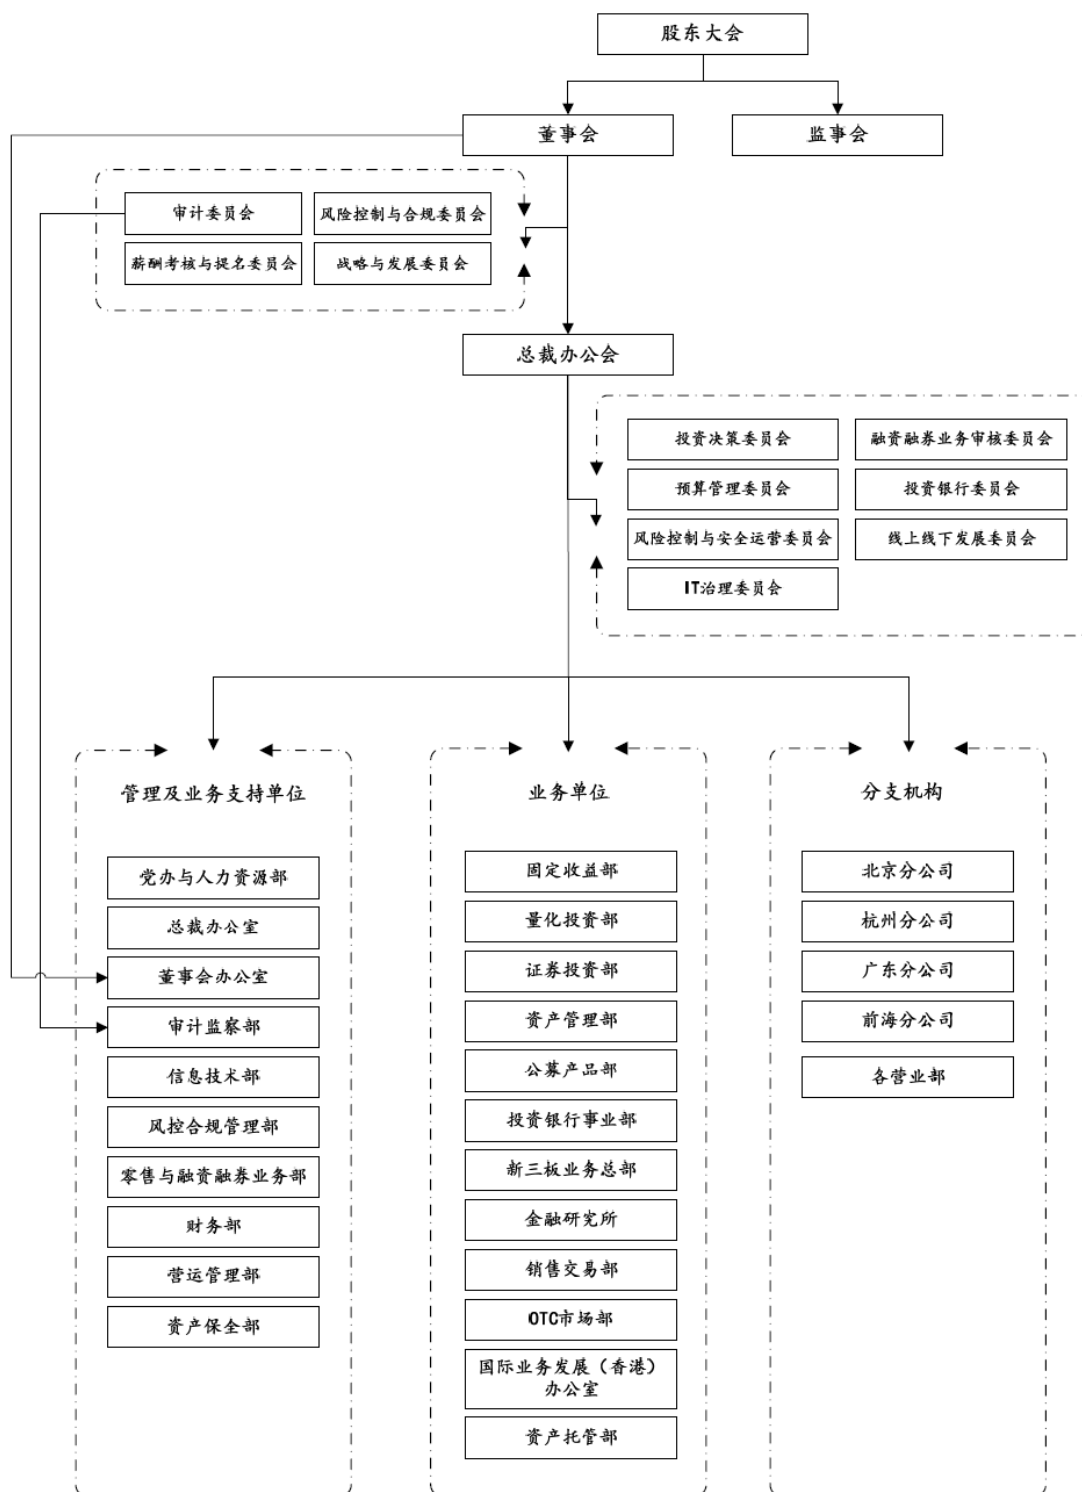 股东大会
董事会
监事会
审计委员会
风险控制与合规委员会
薪酬考核与提名委员会
战略与发展委员会
总裁办公会
投资决策委员会
融资融券业务审核委员会
预算管理委员会
投资银行委员会
风险控制与安全运营委员会
线上线下发展委员会
IT治理委员会
管理及业务支持单位
党办与人力资源部
总裁办公室
董事会办公室
审计监察部
信息技术部
风控合规管理部
零售与融资融券业务部
财务部
营运管理部
资产保全部
业务单位
固定收益部
量化投资部
证券投资部
资产管理部
公募产品部
投资银行事业部
新三板业务总部
金融研究所
销售交易部
OTC市场部
国际业务发展（香港）
办公室
资产托管部
分支机构
北京分公司
杭州分公司
广东分公司
前海分公司
各营业部